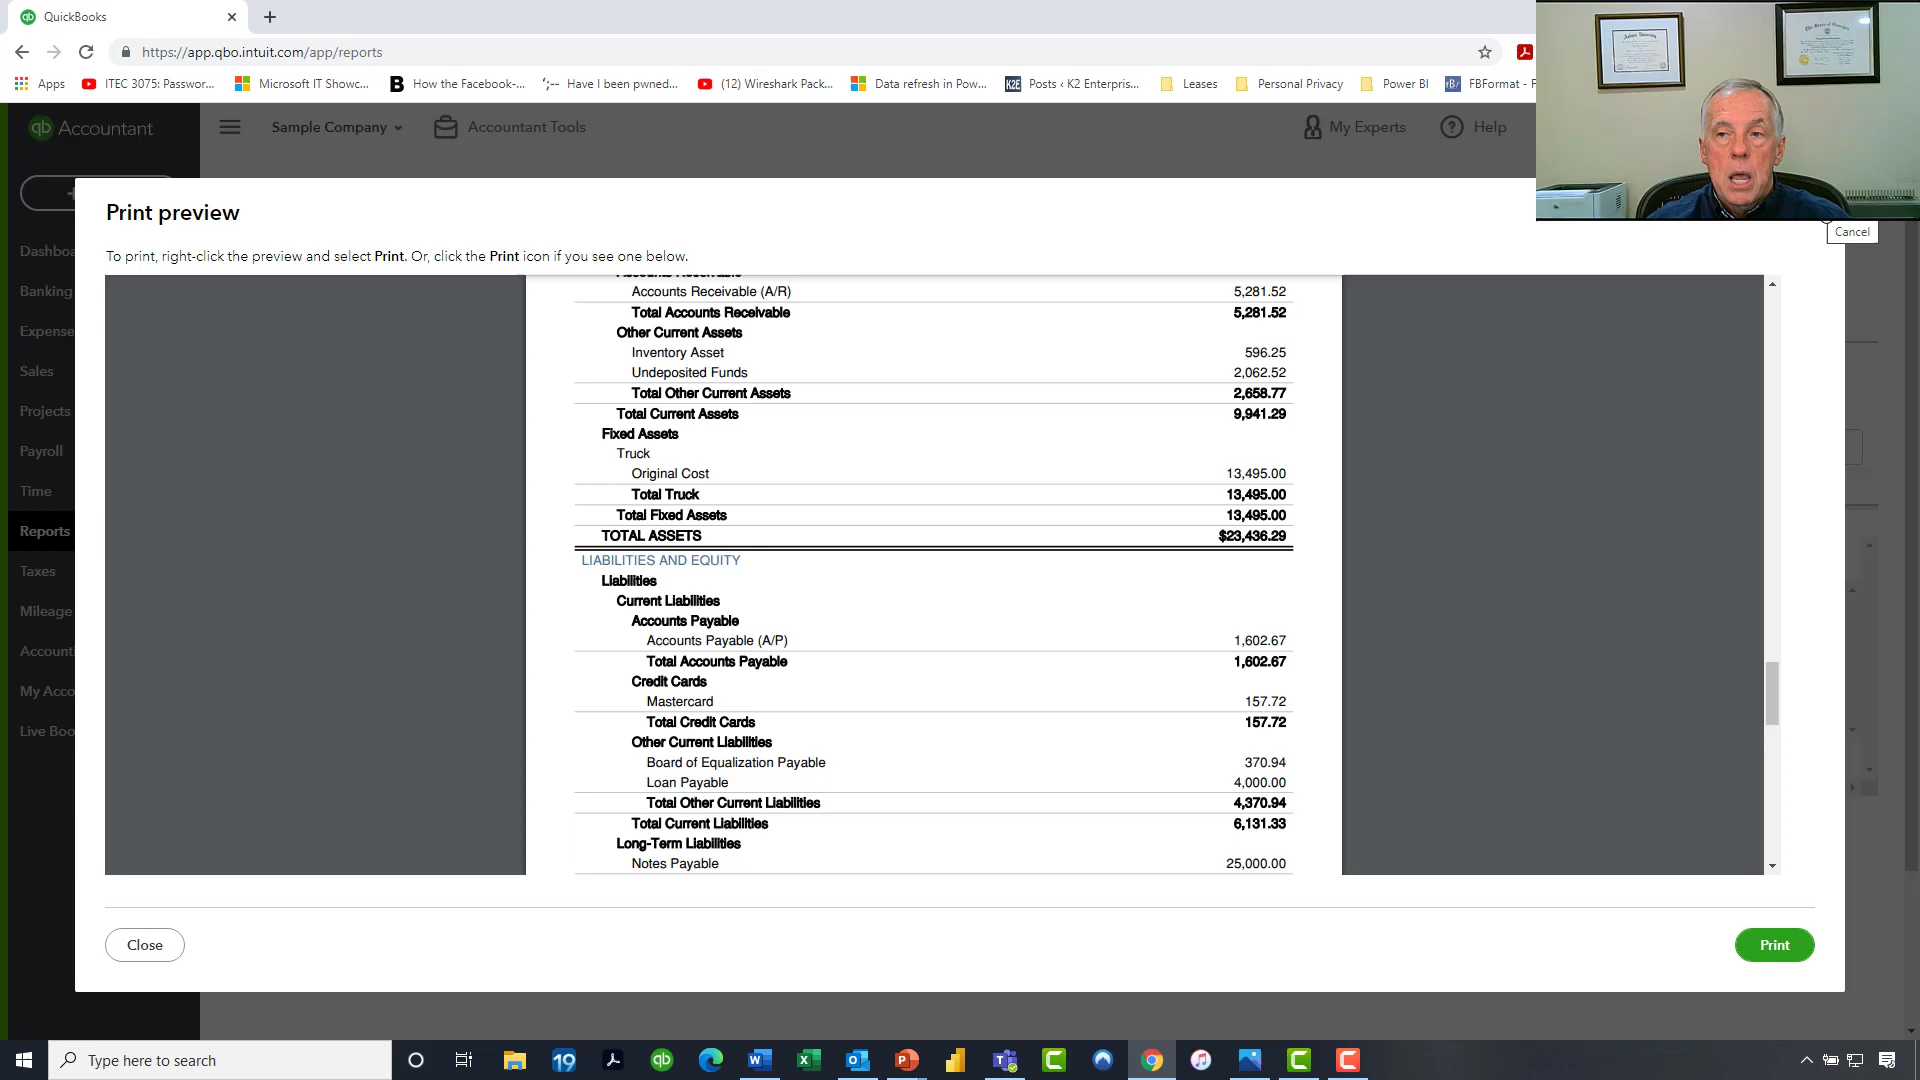 QuickBooks
https://app.qbo.intuit.com/app/reports
Apps ITEC 3075: Passwor... Microsoft IT Showc... How the Facebook-... Have I been pwned... (12) Wireshark Pack... Data refresh in Pow... K2E Posts ‹ K2 Enterpris... Leases Personal Privacy Power BI FBFormat - F
qb Accountant Sample Company Accountant Tools My Experts Help
Cancel
Print preview
To print, right-click the preview and select Print. Or, click the Print icon if you see one below.
Dashboa
Banking
Expense
Sales
Projects
Payroll
Time
Reports
Taxes
Mileage
Account
My Acco
Live Boo
Accounts Receivable (A/R) 5,281.52
Total Accounts Receivable 5,281.52
Other Current Assets
Inventory Asset 596.25
Undeposited Funds 2,062.52
Total Other Current Assets 2,658.77
Total Current Assets 9,941.29
Fixed Assets
Truck
Original Cost 13,495.00
Total Truck 13,495.00
Total Fixed Assets 13,495.00
TOTAL ASSETS $23,436.29
LIABILITIES AND EQUITY
Liabilities
Current Liabilities
Accounts Payable
Accounts Payable (A/P) 1,602.67
Total Accounts Payable 1,602.67
Credit Cards
Mastercard 157.72
Total Credit Cards 157.72
Other Current Liabilities
Board of Equalization Payable 370.94
Loan Payable 4,000.00
Total Other Current Liabilities 4,370.94
Total Current Liabilities 6,131.33
Long-Term Liabilities
Notes Payable 25,000.00
Close Print
Type here to search
19